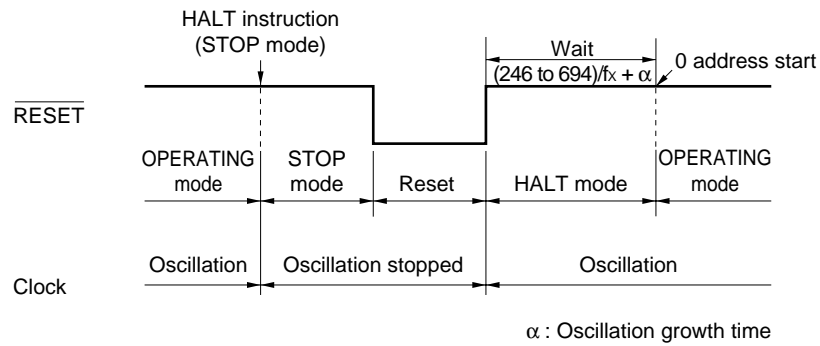 HALT instruction
(STOP mode)
Wait
(246 to 694)/fx + α
0 address start
RESET
OPERATING mode
STOP mode
Reset
HALT mode
OPERATING mode
Clock
Oscillation
Oscillation stopped
Oscillation
α : Oscillation growth time